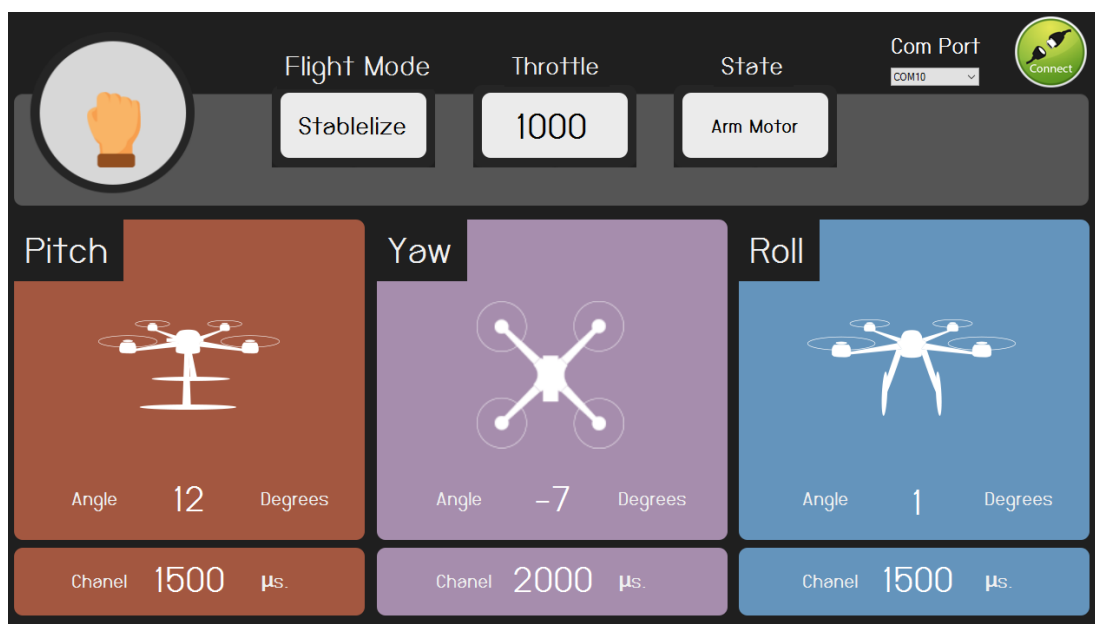 Flight Mode
Throttle
State
Com Port
COM10
Connect
Stablelize
1000
Arm Motor
Pitch
Yaw
Roll
Angle 12 Degrees
Angle -7 Degrees
Angle 1 Degrees
Chanel 1500 µs.
Chanel 2000 µs.
Chanel 1500 µs.